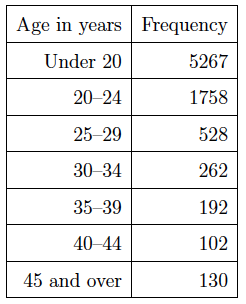 Age in years Frequency
Under 20 5267
20–24 1758
25–29 528
30–34 262
35–39 192
40–44 102
45 and over 130